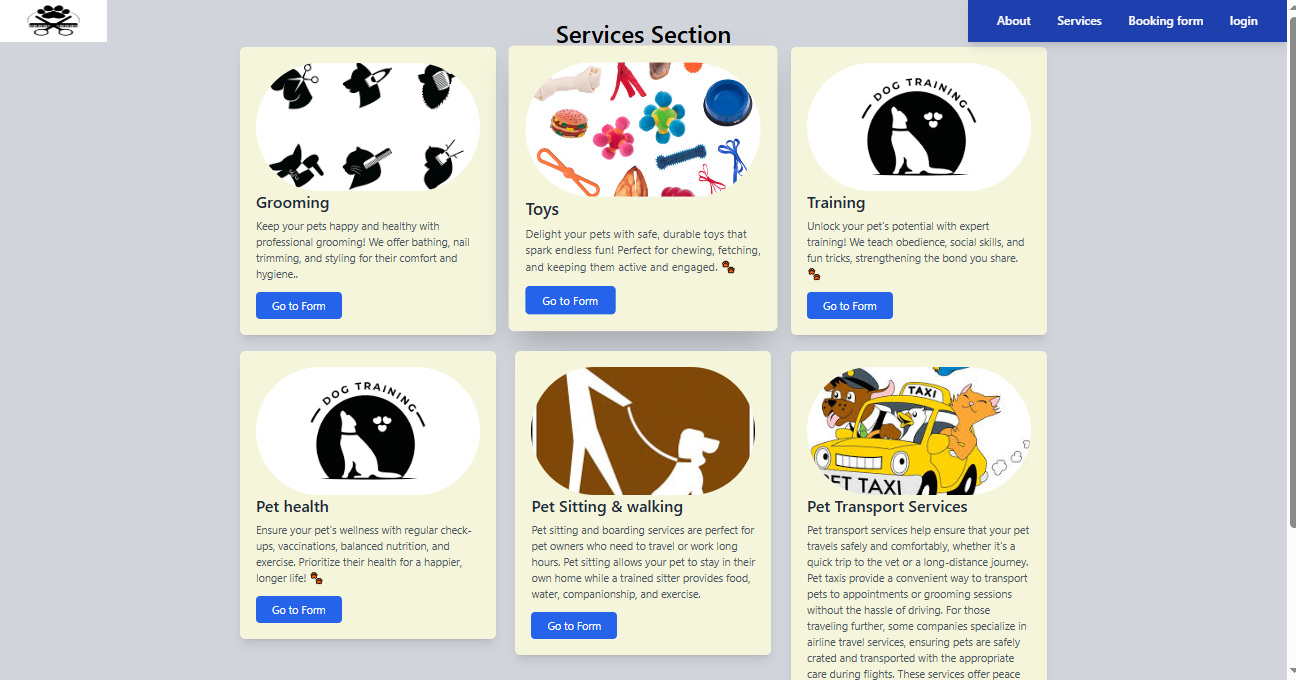 About Services Booking form login
Services Section
Grooming
Keep your pets happy and healthy with
professional grooming! We offer bathing, nail
trimming, and styling for their comfort and
hygiene..
Go to Form
Toys
Delight your pets with safe, durable toys that
spark endless fun! Perfect for chewing, fetching,
and keeping them active and engaged. 🐾
Go to Form
DOG TRAINING
Training
Unlock your pet's potential with expert
training! We teach obedience, social skills, and
fun tricks, strengthening the bond you share.
🐾
Go to Form
DOG TRAINING
Pet health
Ensure your pet's wellness with regular check-
ups, vaccinations, balanced nutrition, and
exercise. Prioritize their health for a happier,
longer life! 🐾
Go to Form
Pet Sitting & walking
Pet sitting and boarding services are perfect for
pet owners who need to travel or work long
hours. Pet sitting allows your pet to stay in their
own home while a trained sitter provides food,
water, companionship, and exercise.
Go to Form
TAXI
PET TAXI
Pet Transport Services
Pet transport services help ensure that your pet
travels safely and comfortably, whether it's a
quick trip to the vet or a long-distance journey.
Pet taxis provide a convenient way to transport
pets to appointments or grooming sessions
without the hassle of driving. For those
traveling further, some companies specialize in
airline travel services, ensuring pets are safely
crated and transported with the appropriate
care during flights. These services offer peace